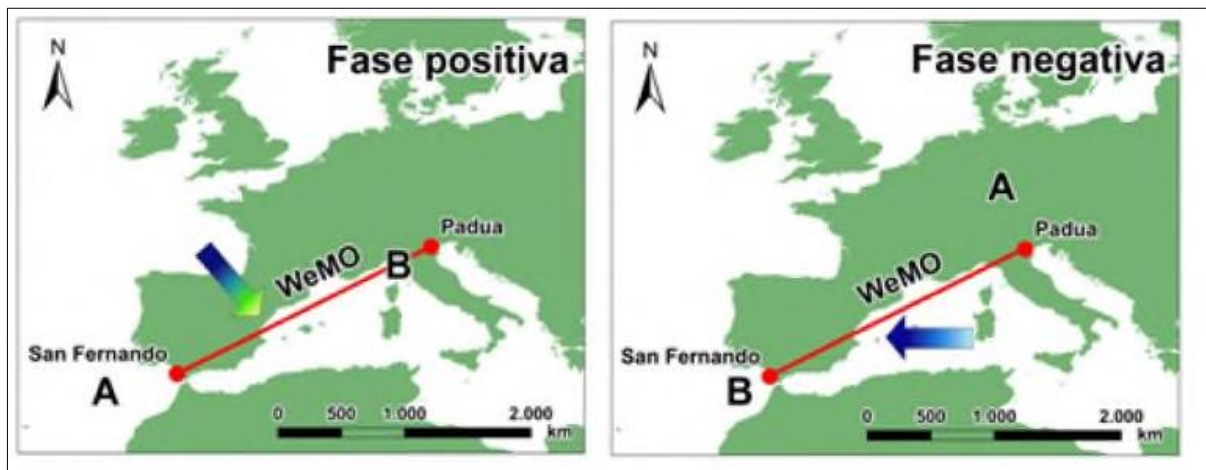 N
Fase positiva
Padua
WeMO
B
San Fernando
A
0 500 1.000 2.000
km
N
Fase negativa
A
Padua
WeMO
San Fernando
B
0 500 1.000 2.000
km